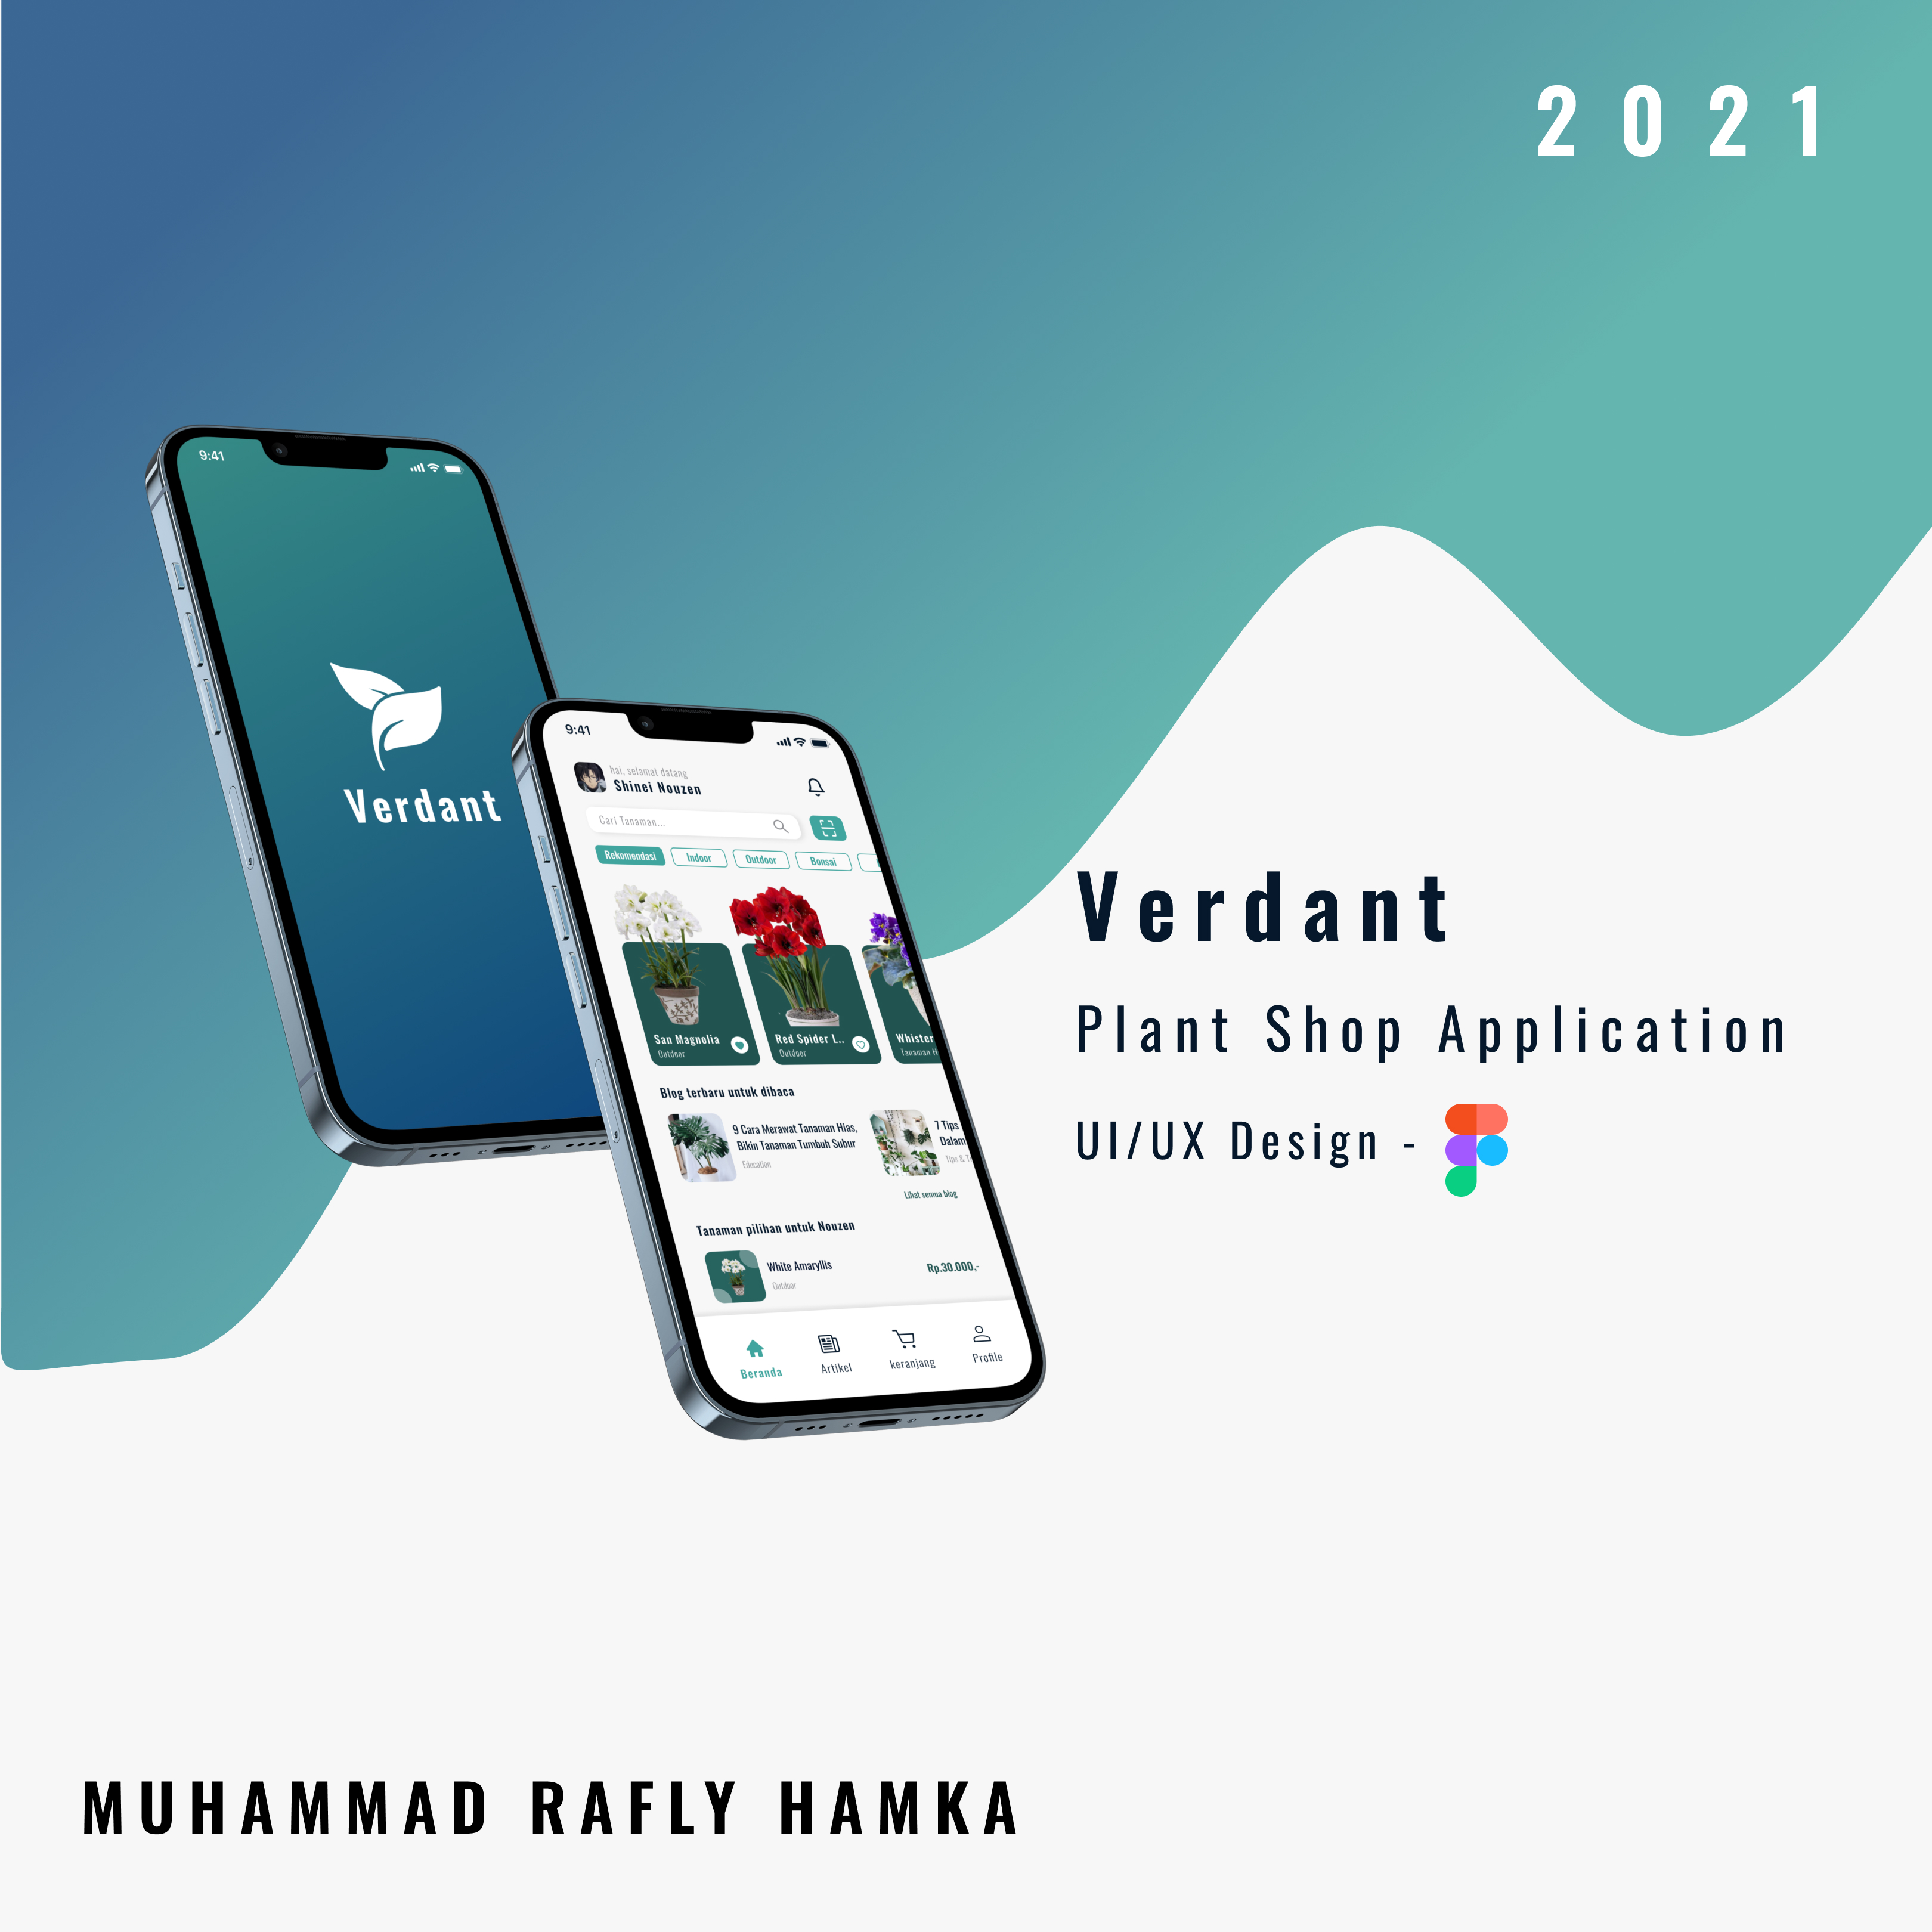 2021
9:41
Verdant
9:41
hai, selamat datang
Shinei Nouzen
Cari Tanaman...
Rekomendasi
Indoor
Outdoor
Bonsai
San Magnolia
Outdoor
Red Spider L..
Outdoor
Whister
Tanaman H
Blog terbaru untuk dibaca
9 Cara Merawat Tanaman Hias,
Bikin Tanaman Tumbuh Subur
Education
7 Tips
Dalam
Tips & T
Lihat semua blog
Tanaman pilihan untuk Nouzen
White Amaryllis
Outdoor
Rp.30.000,-
Beranda
Artikel
keranjang
Profile
Verdant
Plant Shop Application
UI/UX Design -
MUHAMMAD RAFLY HAMKA